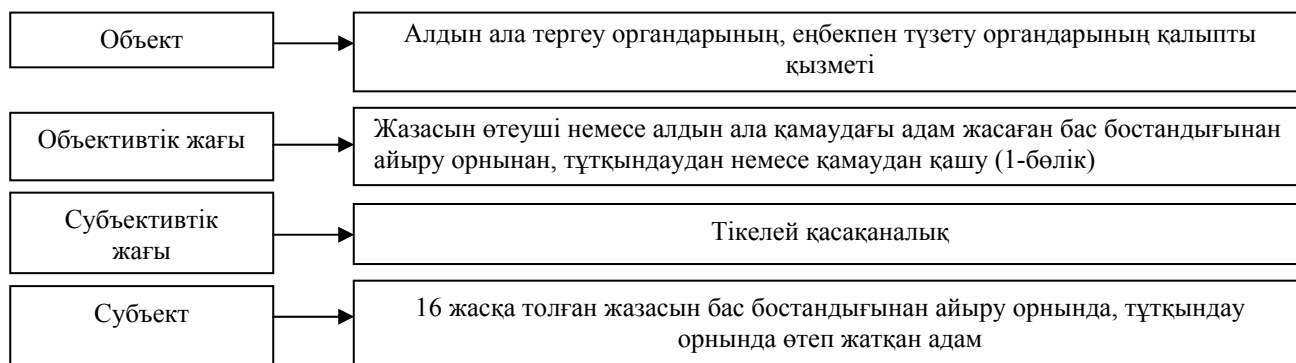 Объект
Алдын ала тергеу органдарының, еңбекпен түзету органдарының қалыпты
қызметі
Объективтік жағы
Жазасын өтеуші немесе алдын ала қамаудағы адам жасаған бас бостандығынан
айыру орнынан, тұтқындаудан немесе қамаудан қашу (1-бөлік)
Субъективтік
жағы
Тікелей қасақаналық
Субъект
16 жасқа толған жазасын бас бостандығынан айыру орнында, тұтқындау
орнында өтеп жатқан адам